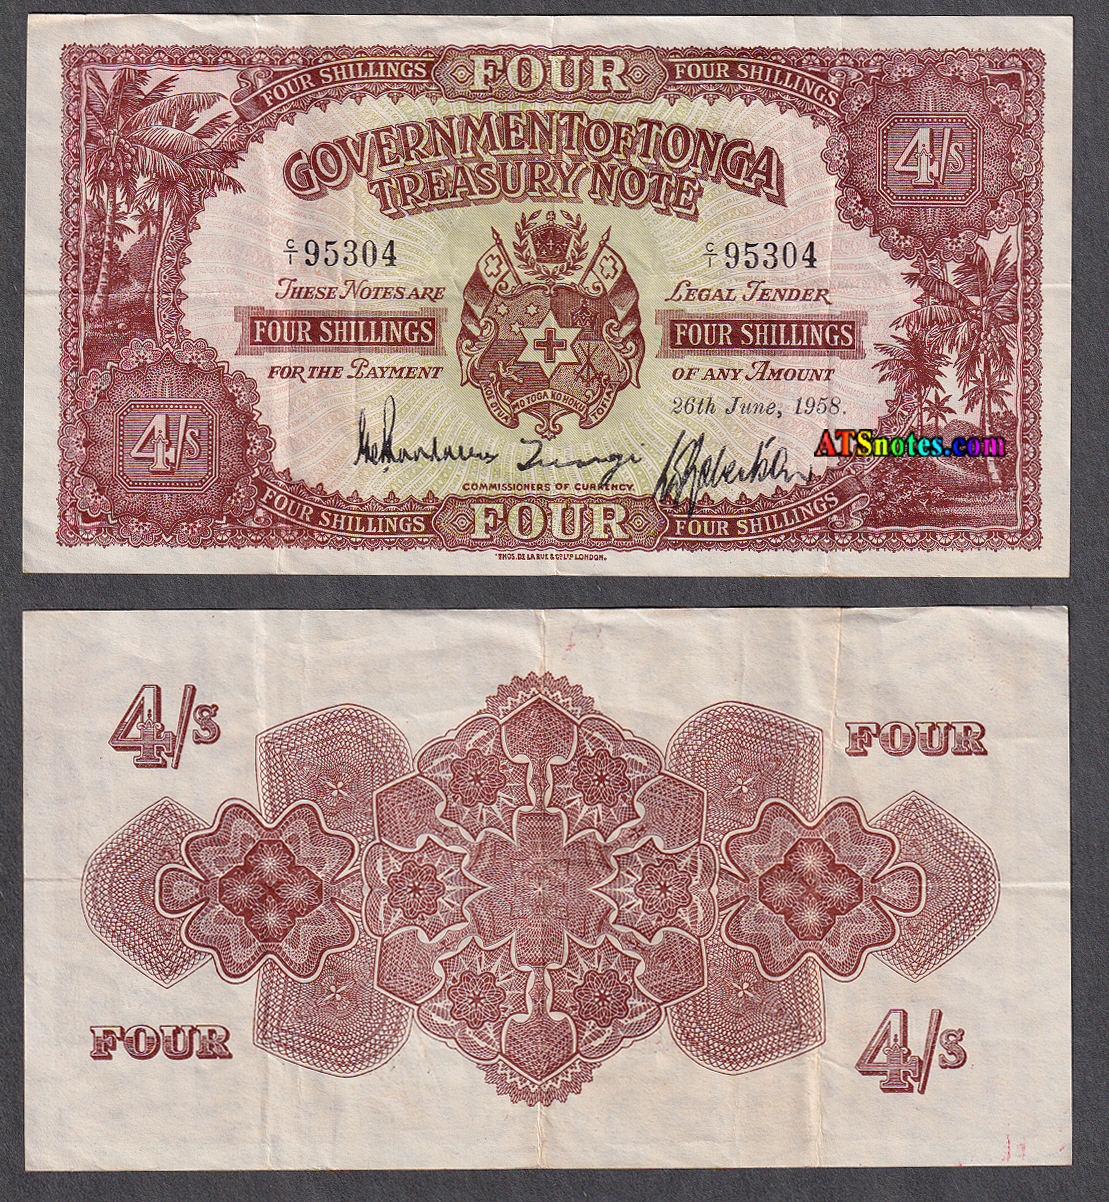 FOUR SHILLINGS FOUR FOUR SHILLINGS
4/s
GOVERNMENT OF TONGA
TREASURY NOTE
C/1 95304 C/1 95304
THESE NOTES ARE LEGAL TENDER
FOUR SHILLINGS FOUR SHILLINGS
FOR THE PAYMENT OF ANY AMOUNT
26th June, 1958.
ATSnotes.com
4/s
COMMISSIONERS OF CURRENCY.
FOUR SHILLINGS FOUR FOUR SHILLINGS
THOS. DE LA RUE & CO. LD. LONDON.
4/s FOUR
FOUR 4/s